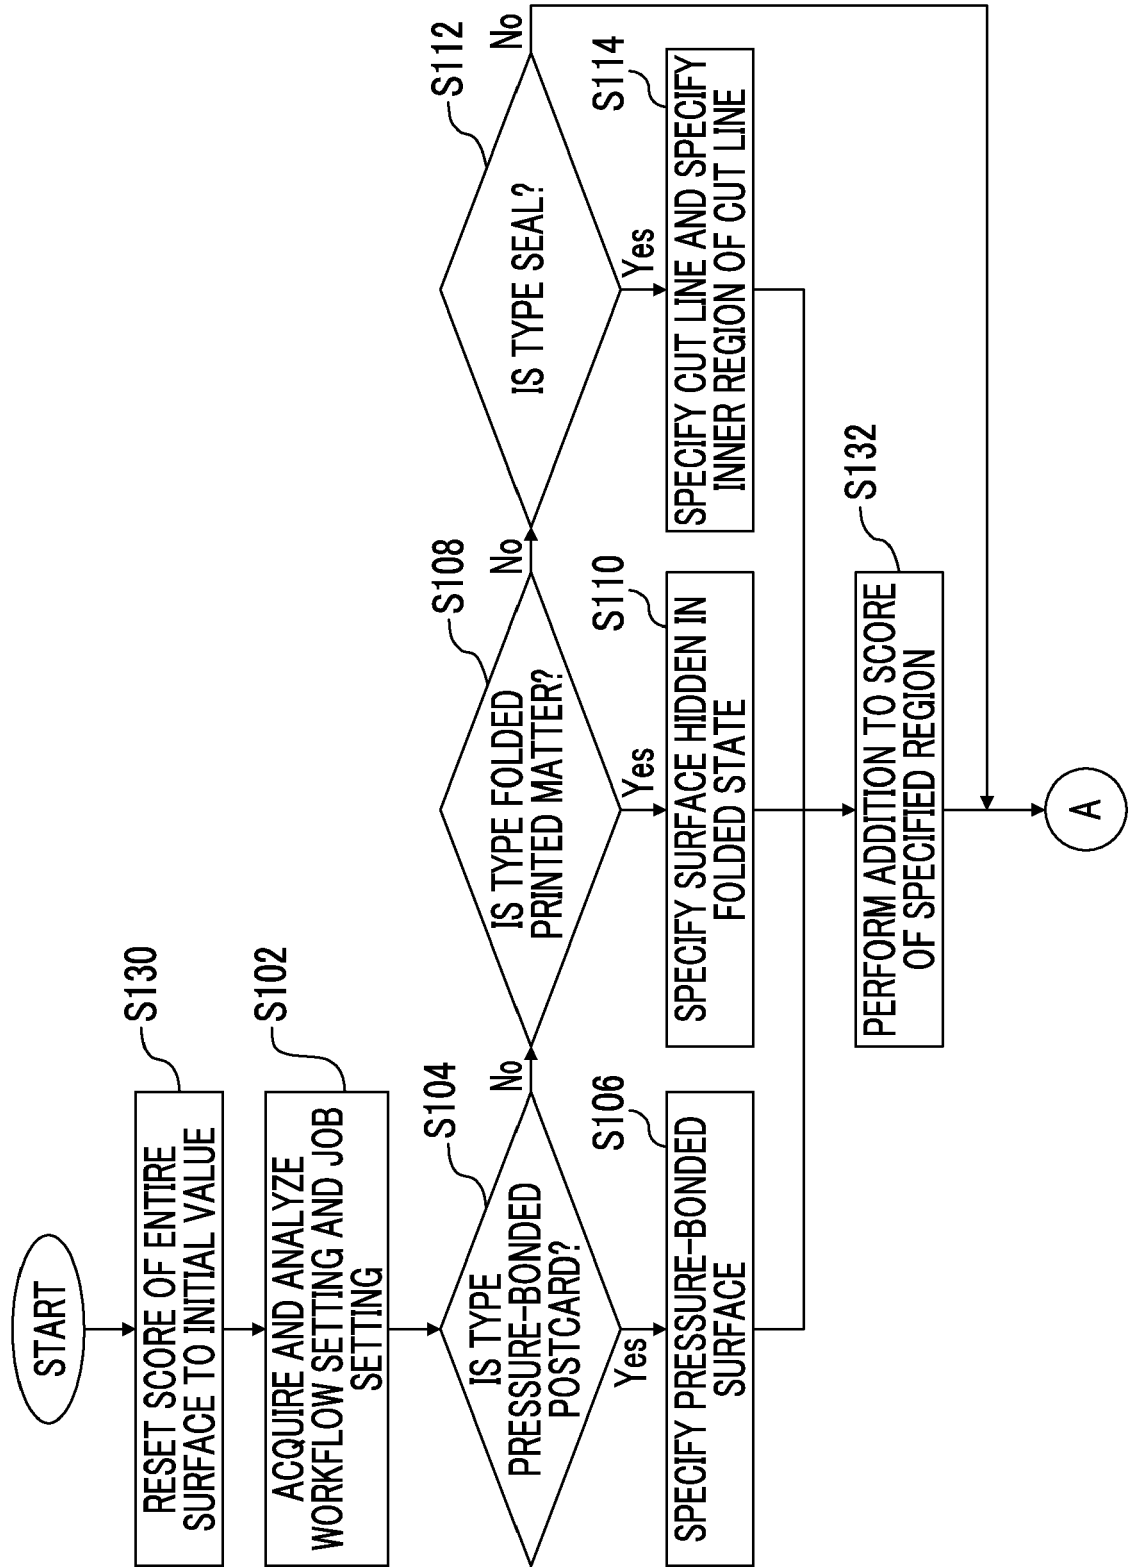 START
S130
RESET SCORE OF ENTIRE
SURFACE TO INITIAL VALUE
S102
ACQUIRE AND ANALYZE
WORKFLOW SETTING AND JOB
SETTING
S104
IS TYPE
PRESSURE-BONDED
POSTCARD?
No
Yes
S106
SPECIFY PRESSURE-BONDED
SURFACE
S108
IS TYPE FOLDED
PRINTED MATTER?
No
Yes
S110
SPECIFY SURFACE HIDDEN IN
FOLDED STATE
S112
IS TYPE SEAL?
No
Yes
S114
SPECIFY CUT LINE AND SPECIFY
INNER REGION OF CUT LINE
S132
PERFORM ADDITION TO SCORE
OF SPECIFIED REGION
A